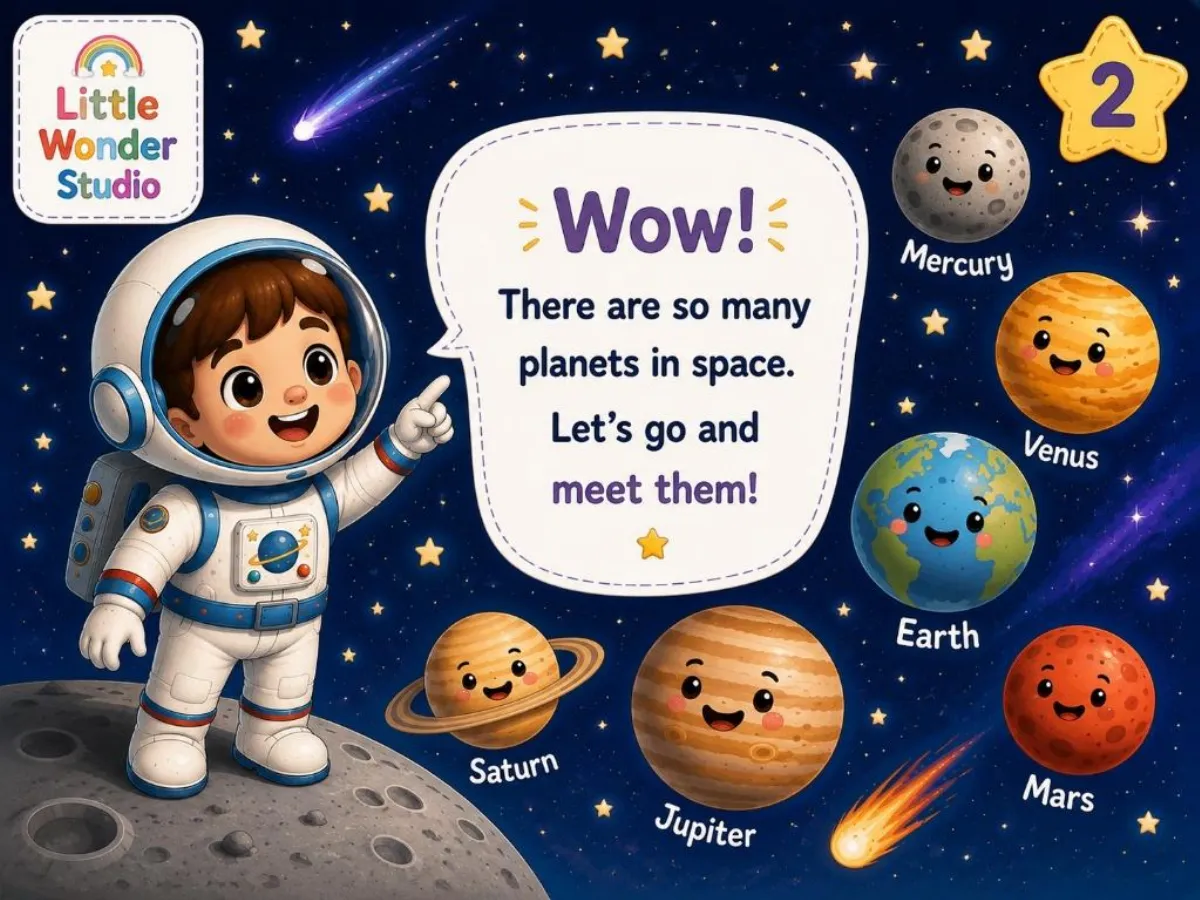 Little
Wonder
Studio
2
Wow!
There are so many
planets in space.
Let's go and
meet them!
Mercury
Venus
Earth
Mars
Jupiter
Saturn